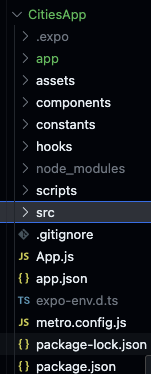 CitiesApp
.expo
app
assets
components
constants
hooks
node_modules
scripts
src
.gitignore
JS App.js
{} app.json
TS expo-env.d.ts
JS metro.config.js
{} package-lock.json
{} package.json